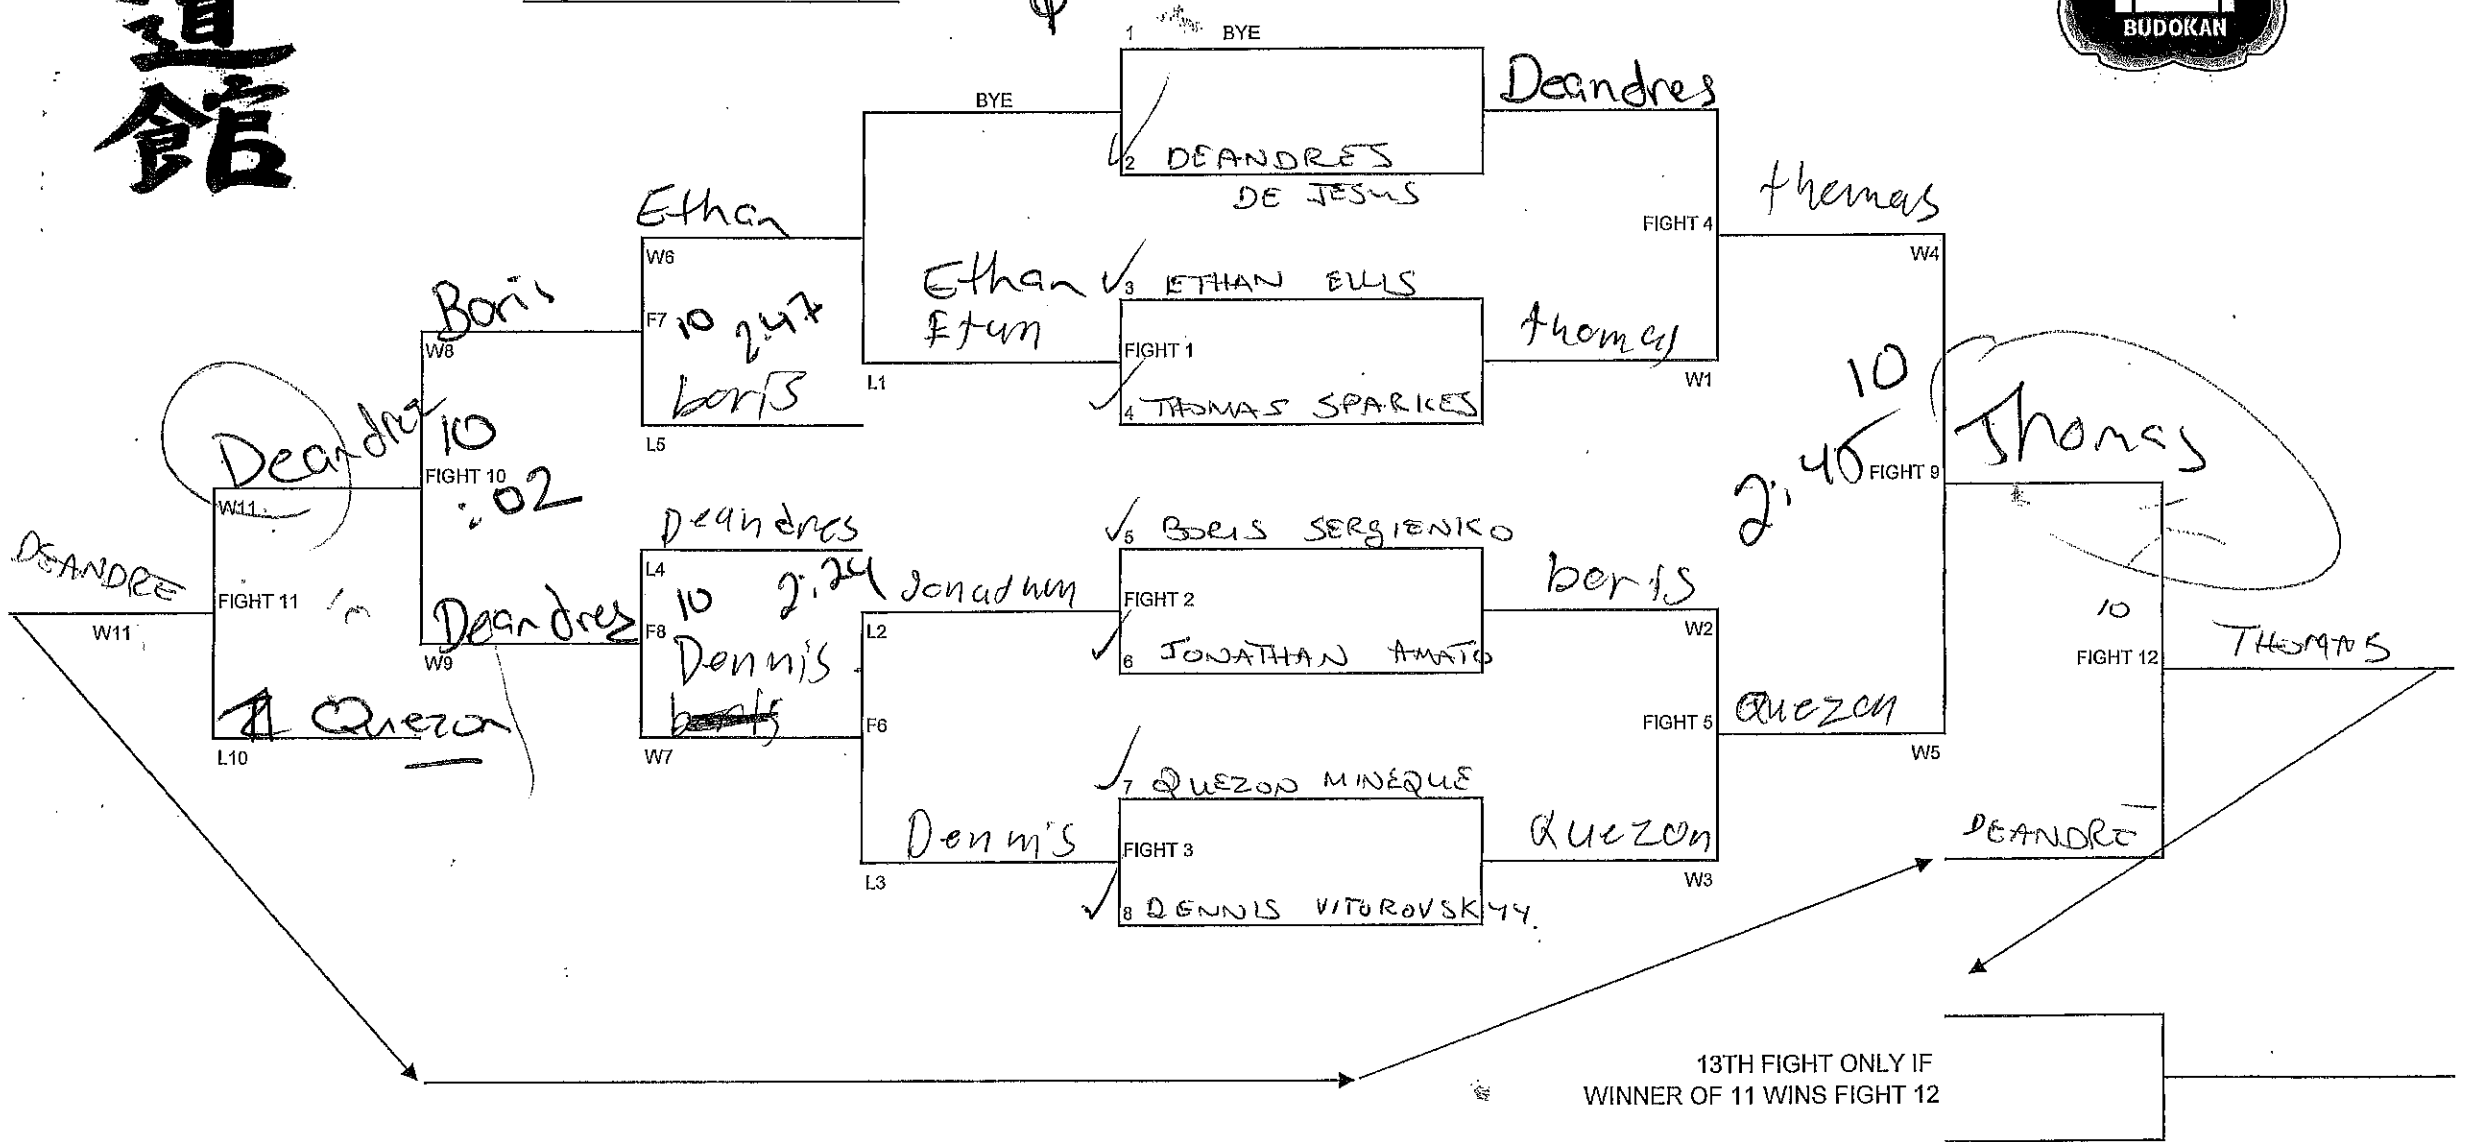 道
館
BUDOKAN
1 BYE
BYE
Deandres
2 DEANDRES
DE JESUS
thomas
Ethan
FIGHT 4
W4
W6
Ethan
3 ETHAN ELLIS
Boris
F7 10 2:47
Etun
FIGHT 1
thomas
W8
boris
L1
W1
10
4 THOMAS SPARKES
Deandre
10
L5
Thomas
FIGHT 10
:02
2:45
FIGHT 9
W11
Deandres
5 BORIS SERGIENKO
DEANDRE
L4
10 2:24
Jonathun
FIGHT 2
boris
FIGHT 11
10
W11
Deandres
F8
L2
W2
THOMAS
W9
Dennis
6 JONATHAN AMATO
FIGHT 12
Quezon
F6
FIGHT 5
Quezon
L10
W7
W5
7 QUEZON MINEQUE
Dennis
FIGHT 3
Quezon
DEANDRE
L3
W3
8 DENNIS VITUROVSKYY.
13TH FIGHT ONLY IF
WINNER OF 11 WINS FIGHT 12